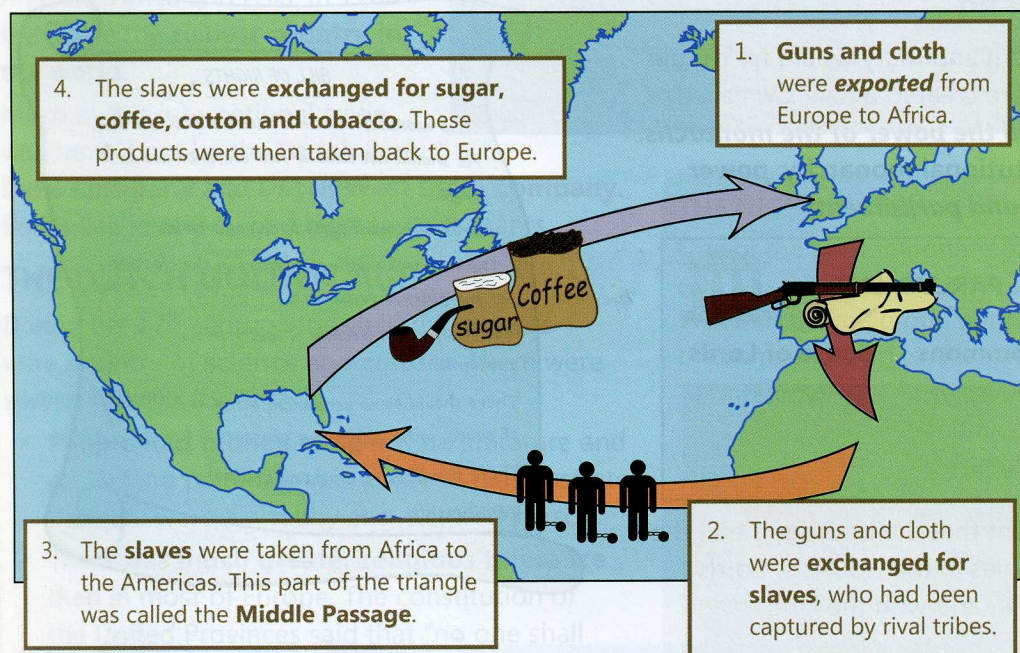 1. Guns and cloth
were exported from
Europe to Africa.
2. The guns and cloth
were exchanged for
slaves, who had been
captured by rival tribes.
3. The slaves were taken from Africa to
the Americas. This part of the triangle
was called the Middle Passage.
4. The slaves were exchanged for sugar,
coffee, cotton and tobacco. These
products were then taken back to Europe.
sugar
Coffee